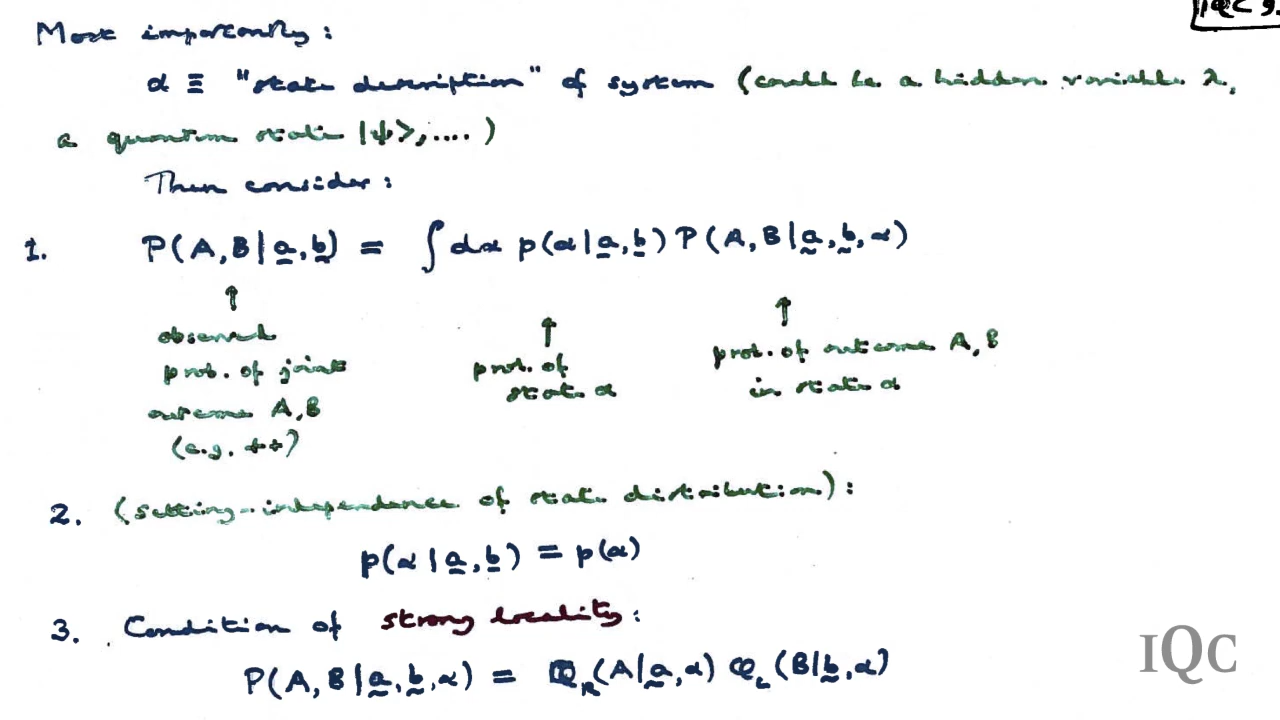 IQC 9.
Most importantly:
α ≡ "state description" of system (could be a hidden variable λ,
a quantum state |ψ>, .... )
Then consider:
1. P(A,B|a̲,b̲) = ∫dα p(α|a̲,b̲) P(A,B|a̰,b̰,α)
↑ ↑ ↑
observed prob. of prob. of outcome A,B
prob. of joint state α in state α
outcome A,B
(e.g. ++)
2. (setting-independence of state distribution):
p(α|a̲,b̲) = p(α)
3. Condition of strong locality:
P(A,B|a̰,b̰,α) = Q_R(A|a̰,α) Q_L(B|b̰,α)
IQC